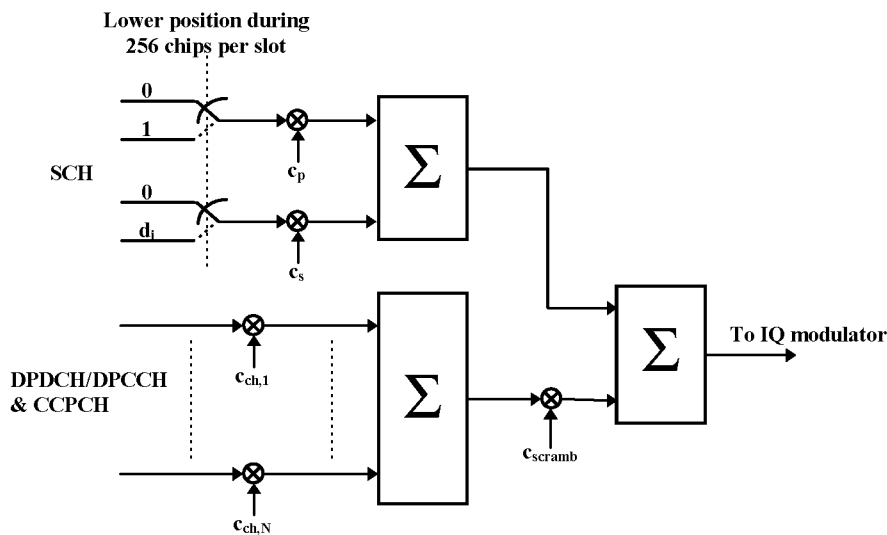 Lower position during
256 chips per slot
0
1
SCH
c_p
Σ
0
d_i
c_s
DPDCH/DPCCH
& CCPCH
c_ch,1
Σ
c_ch,N
c_scramb
Σ
To IQ modulator